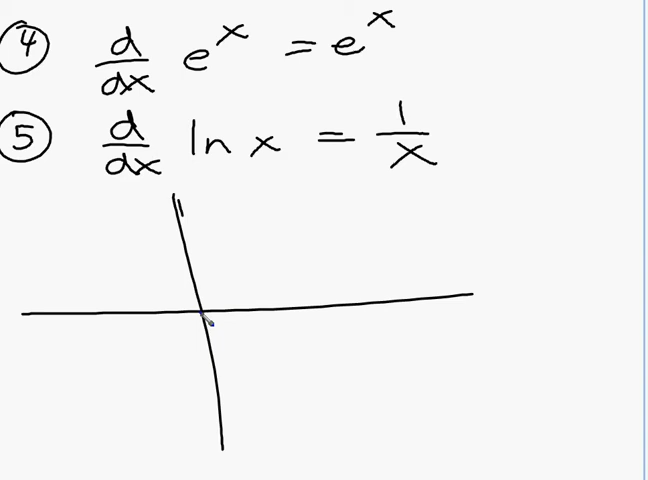 ④ d/dx e^x = e^x
⑤ d/dx ln x = 1/x